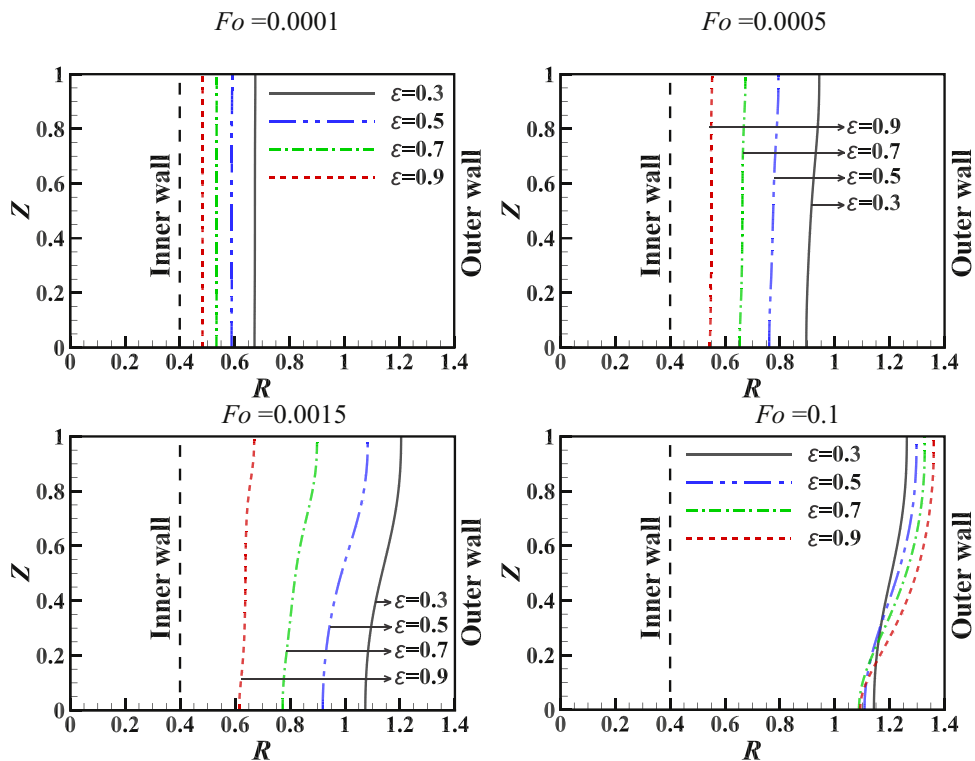 Fo =0.0001
1
0.8
0.6
0.4
0.2
0
Z
Inner wall
ε=0.3
ε=0.5
ε=0.7
ε=0.9
Outer wall
0 0.2 0.4 0.6 0.8 1 1.2 1.4
R
Fo =0.0005
1
0.8
0.6
0.4
0.2
0
Z
Inner wall
ε=0.9
ε=0.7
ε=0.5
ε=0.3
Outer wall
0 0.2 0.4 0.6 0.8 1 1.2 1.4
R
Fo =0.0015
1
0.8
0.6
0.4
0.2
0
Z
Inner wall
ε=0.3
ε=0.5
ε=0.7
ε=0.9
Outer wall
0 0.2 0.4 0.6 0.8 1 1.2 1.4
R
Fo =0.1
1
0.8
0.6
0.4
0.2
0
Z
Inner wall
ε=0.3
ε=0.5
ε=0.7
ε=0.9
Outer wall
0 0.2 0.4 0.6 0.8 1 1.2 1.4
R